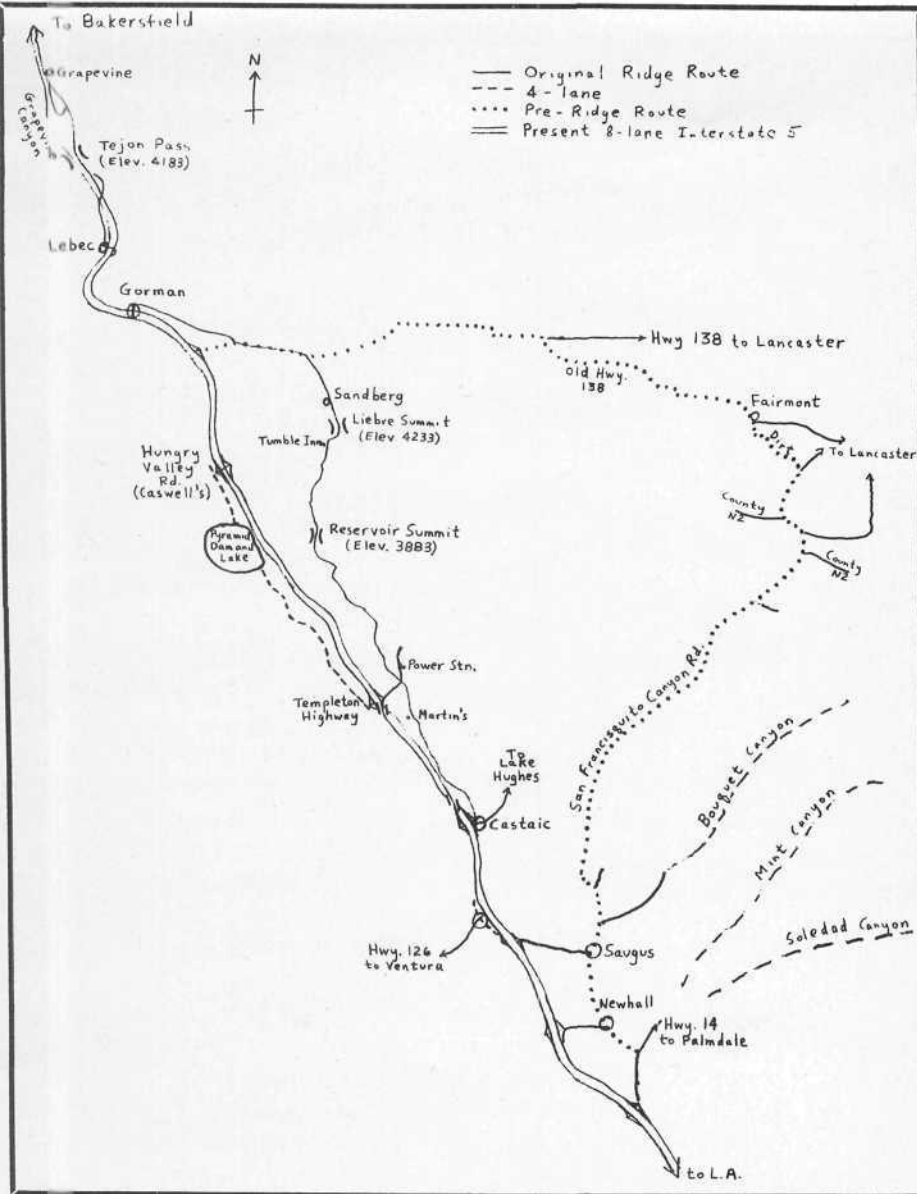 To Bakersfield
Grapevine
Grapevine Canyon
N
Original Ridge Route
4-lane
Pre-Ridge Route
Present 8-lane Interstate 5
Tejon Pass
(Elev. 4183)
Lebec
Gorman
Hwy 138 to Lancaster
Old Hwy.
138
Sandberg
Fairmont
Liebre Summit
(Elev 4233)
Tumble Inn
Dirt
To Lancaster
Hungry
Valley
Rd.
(Caswell's)
County
N2
Reservoir Summit
(Elev. 3883)
Pyramid
Dam and
Lake
County
N2
Power Stn.
San Francisquito Canyon Rd.
Templeton
Highway
Martin's
Bouquet Canyon
To
Lake
Hughes
Castaic
Mint Canyon
Soledad Canyon
Hwy. 126
to Ventura
Saugus
Newhall
Hwy. 14
to Palmdale
to L.A.